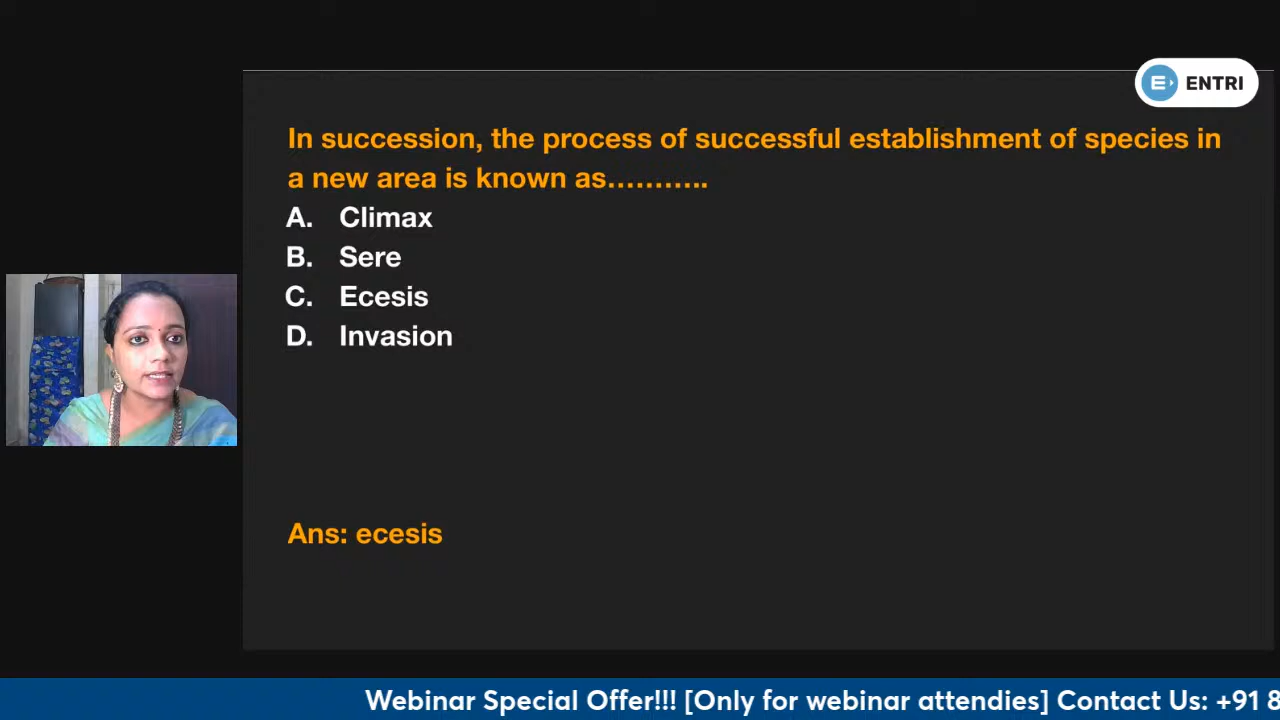 ENTRI
In succession, the process of successful establishment of species in
a new area is known as………..
A. Climax
B. Sere
C. Ecesis
D. Invasion
Ans: ecesis
Webinar Special Offer!!! [Only for webinar attendies] Contact Us: +91 8